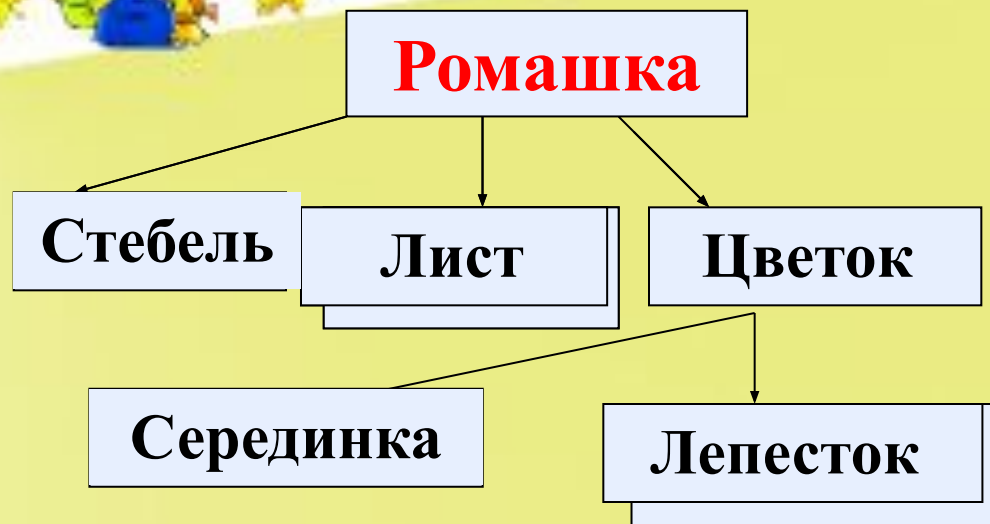 Ромашка
Стебель
Лист
Цветок
Серединка
Лепесток